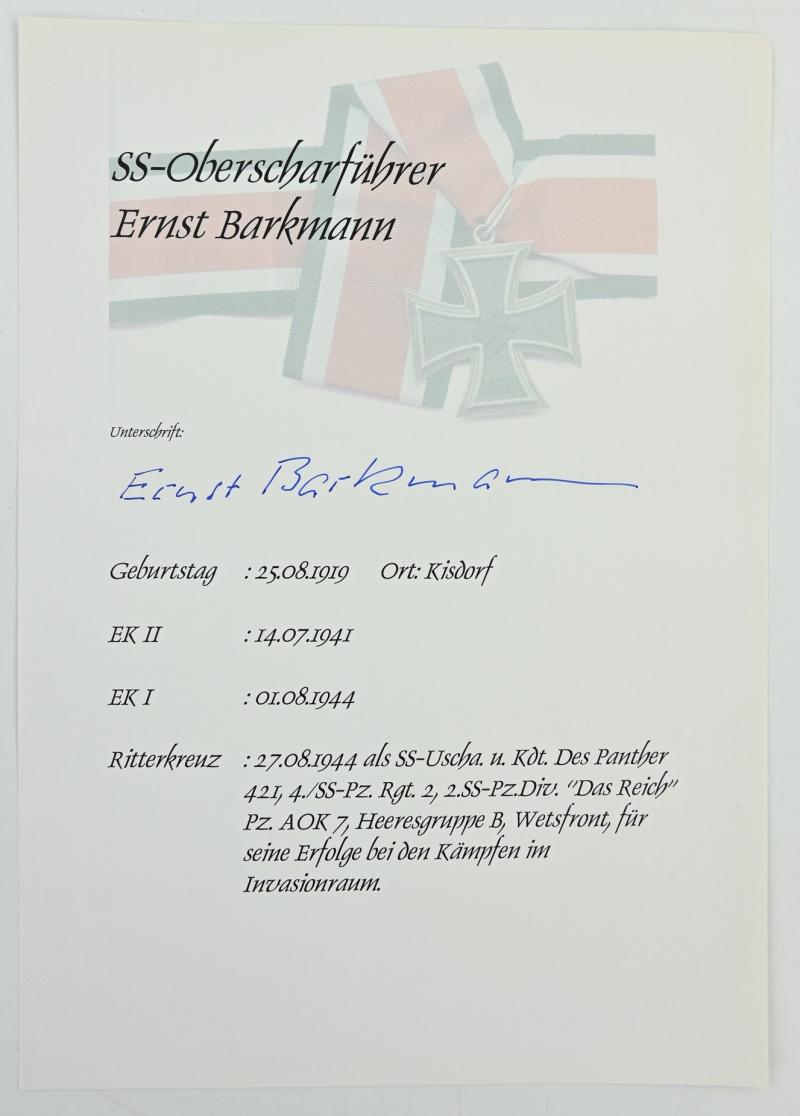 SS-Oberscharführer
Ernst Barkmann
Unterschrift:
Ernst Barkmann
Geburtstag : 25.08.1919 Ort: Kisdorf
EK II : 14.07.1941
EK I : 01.08.1944
Ritterkreuz : 27.08.1944 als SS-Uscha. u. Kdt. Des Panther
421, 4./SS-Pz. Rgt. 2, 2.SS-Pz.Div. "Das Reich"
Pz. AOK 7, Heeresgruppe B, Wetsfront, für
seine Erfolge bei den Kämpfen im
Invasionraum.